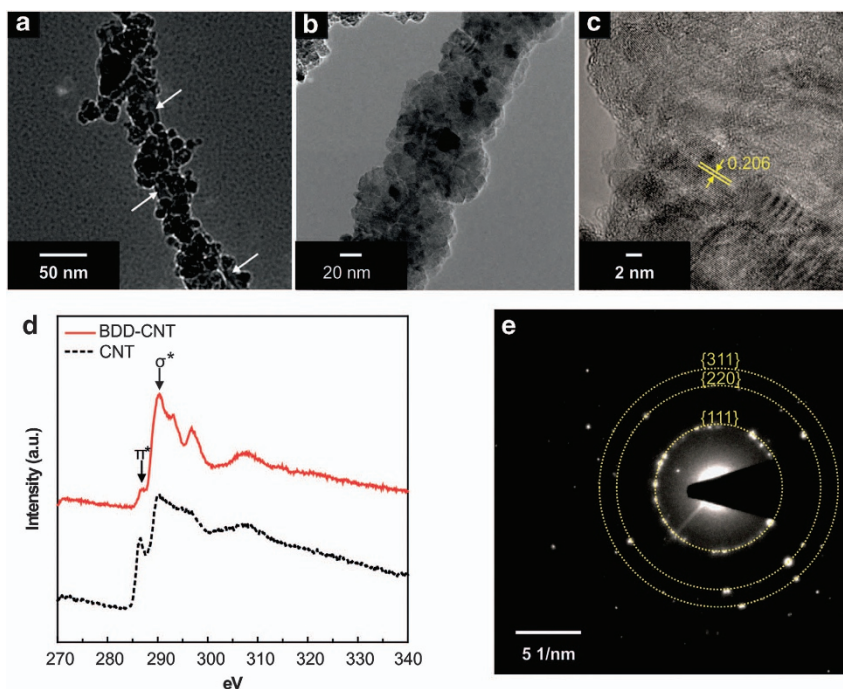 a
50 nm
b
20 nm
c
0.206
2 nm
d
BDD-CNT
CNT
σ*
π*
Intensity (a.u.)
270 280 290 300 310 320 330 340
eV
e
{311}
{220}
{111}
5 1/nm